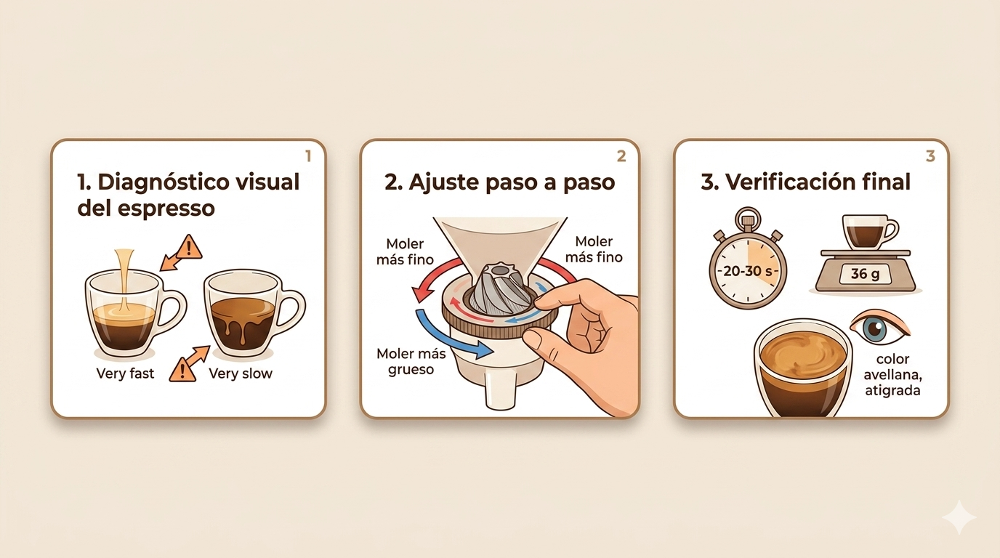 1
1. Diagnóstico visual
del espresso
Very fast
Very slow
2
2. Ajuste paso a paso
Moler
más fino
Moler
más fino
Moler más
grueso
3
3. Verificación final
20-30 s
36 g
color
avellana,
atigrada